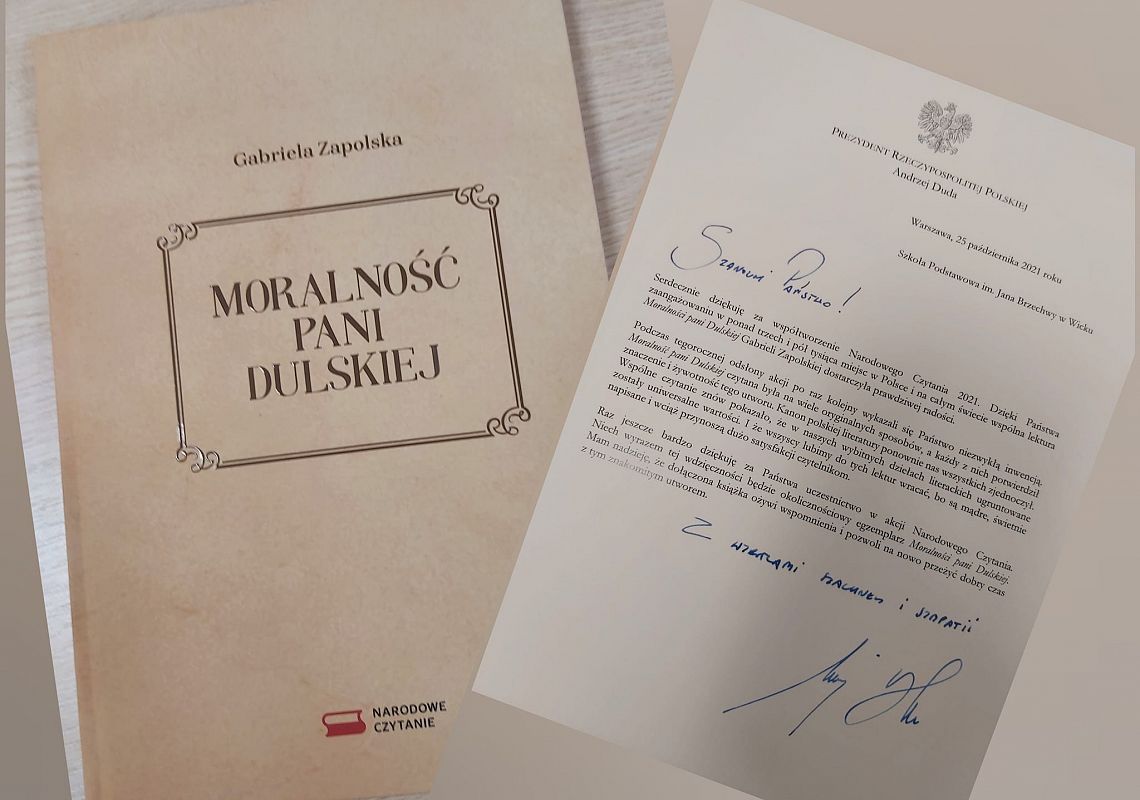 Gabriela Zapolska
MORALNOŚĆ
PANI
DULSKIEJ
NARODOWE
CZYTANIE
PREZYDENT RZECZYPOSPOLITEJ POLSKIEJ
Andrzej Duda
Warszawa, 25 października 2021 roku
Szkoła Podstawowa im. Jana Brzechwy w Wicku
Szanowni Państwo!
Serdecznie dziękuję za współtworzenie Narodowego Czytania 2021. Dzięki Państwa
zaangażowaniu w ponad trzech i pół tysiąca miejsc w Polsce i na całym świecie wspólna lektura
Moralności pani Dulskiej Gabrieli Zapolskiej dostarczyła prawdziwej radości.
Podczas tegorocznej odsłony akcji po raz kolejny wykazali się Państwo niezwykłą inwencją.
Moralność pani Dulskiej czytana była na wiele oryginalnych sposobów, a każdy z nich potwierdził
znaczenie i żywotność tego utworu. Kanon polskiej literatury ponownie nas wszystkich zjednoczył.
Wspólne czytanie znów pokazało, że w naszych wybitnych dziełach literackich ugruntowane
zostały uniwersalne wartości. I że wszyscy lubimy do tych lektur wracać, bo są mądre, świetnie
napisane i wciąż przynoszą dużo satysfakcji czytelnikom.
Raz jeszcze bardzo dziękuję za Państwa uczestnictwo w akcji Narodowego Czytania.
Niech wyrazem tej wdzięczności będzie okolicznościowy egzemplarz Moralności pani Dulskiej.
Mam nadzieję, że dołączona książka ożywi wspomnienia i pozwoli na nowo przeżyć dobry czas
z tym znakomitym utworem.
Z wyrazami szacunku i sympatii